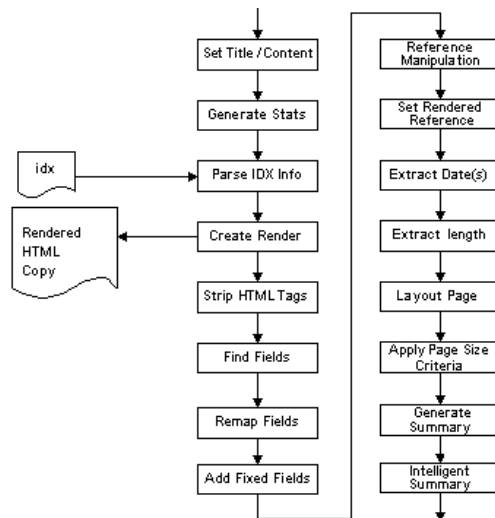 Set Title/Content
Generate Stats
idx
Parse IDX Info
Rendered
HTML
Copy
Create Render
Strip HTML Tags
Find Fields
Remap Fields
Add Fixed Fields
Reference
Manipulation
Set Rendered
Reference
Extract Date(s)
Extract length
Layout Page
Apply Page Size
Criteria
Generate
Summary
Intelligent
Summary